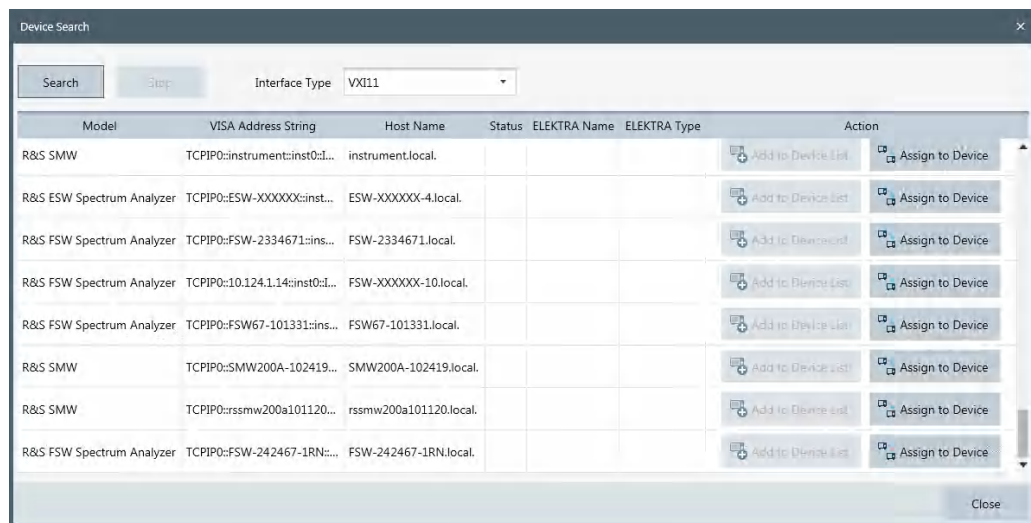 Device Search
Search Stop Interface Type VXI11
Model VISA Address String Host Name Status ELEKTRA Name ELEKTRA Type Action
R&S SMW TCPIP0::instrument::inst0::I... instrument.local. Add to Device List Assign to Device
R&S ESW Spectrum Analyzer TCPIP0::ESW-XXXXXX::inst... ESW-XXXXXX-4.local. Add to Device List Assign to Device
R&S FSW Spectrum Analyzer TCPIP0::FSW-2334671::ins... FSW-2334671.local. Add to Device List Assign to Device
R&S FSW Spectrum Analyzer TCPIP0::10.124.1.14::inst0::I... FSW-XXXXXX-10.local. Add to Device List Assign to Device
R&S FSW Spectrum Analyzer TCPIP0::FSW67-101331::ins... FSW67-101331.local. Add to Device List Assign to Device
R&S SMW TCPIP0::SMW200A-102419... SMW200A-102419.local. Add to Device List Assign to Device
R&S SMW TCPIP0::rssmw200a101120... rssmw200a101120.local. Add to Device List Assign to Device
R&S FSW Spectrum Analyzer TCPIP0::FSW-242467-1RN::... FSW-242467-1RN.local. Add to Device List Assign to Device
Close